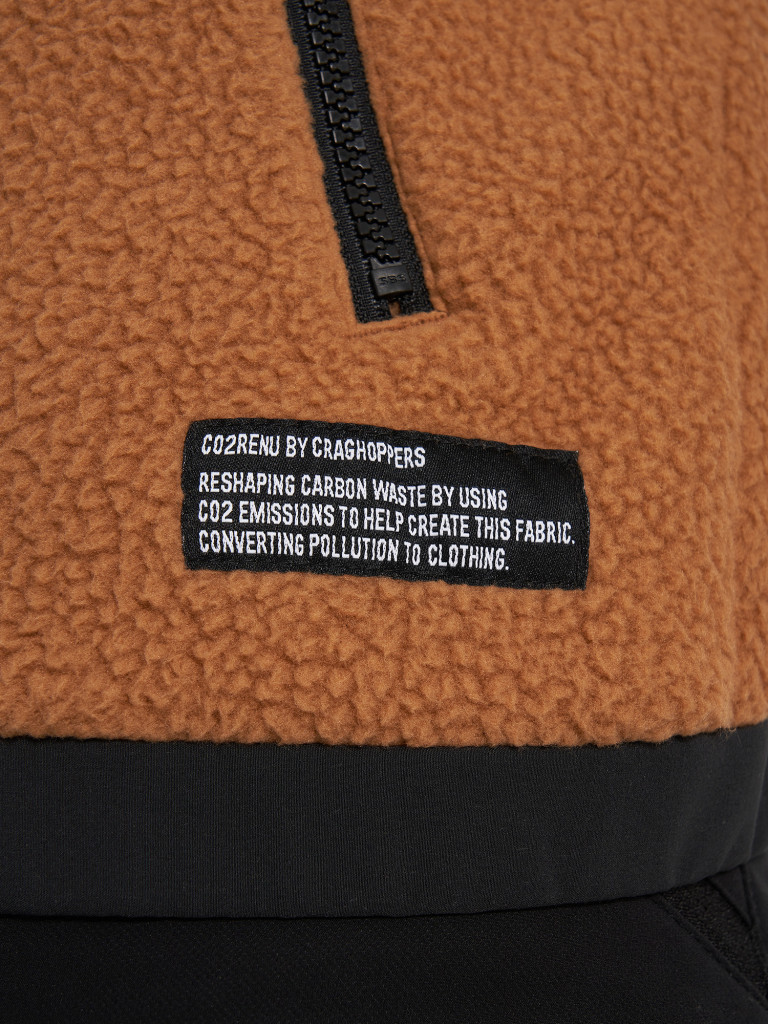 CO2RENU BY CRAGHOPPERS
RESHAPING CARBON WASTE BY USING
CO2 EMISSIONS TO HELP CREATE THIS FABRIC.
CONVERTING POLLUTION TO CLOTHING.